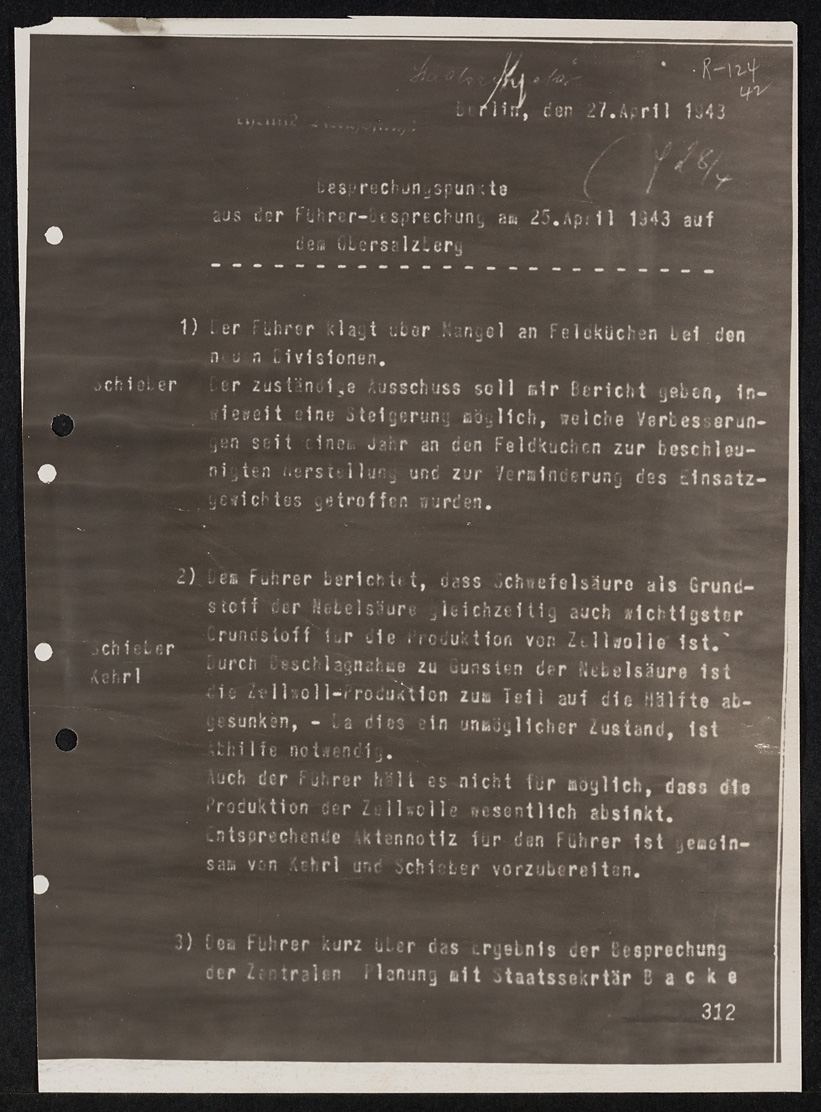 R-124
42
Berlin, den 27.April 1943
28/4
Besprechungspunkte
aus der Führer-Besprechung am 25.April 1943 auf
dem Obersalzberg
1) Der Führer klagt über Mangel an Feldküchen bei den
neuen Divisionen.
Schieber Der zuständige Ausschuss soll mir Bericht geben, in-
wieweit eine Steigerung möglich, welche Verbesserun-
gen seit einem Jahr an den Feldküchen zur beschleu-
nigten Herstellung und zur Verminderung des Einsatz-
gewichtes getroffen wurden.
2) Dem Führer berichtet, dass Schwefelsäure als Grund-
stoff der Nebelsäure gleichzeitig auch wichtigster
Grundstoff für die Produktion von Zellwolle ist.
Schieber
Kehrl
Durch Beschlagnahme zu Gunsten der Nebelsäure ist
die Zellwoll-Produktion zum Teil auf die Hälfte ab-
gesunken, - Da dies ein unmöglicher Zustand, ist
Abhilfe notwendig.
Auch der Führer hält es nicht für möglich, dass die
Produktion der Zellwolle wesentlich absinkt.
Entsprechende Aktennotiz für den Führer ist gemein-
sam von Kehrl und Schieber vorzubereiten.
3) Dem Führer kurz über das Ergebnis der Besprechung
der Zentralen Planung mit Staatssekrtär B a c k e
312